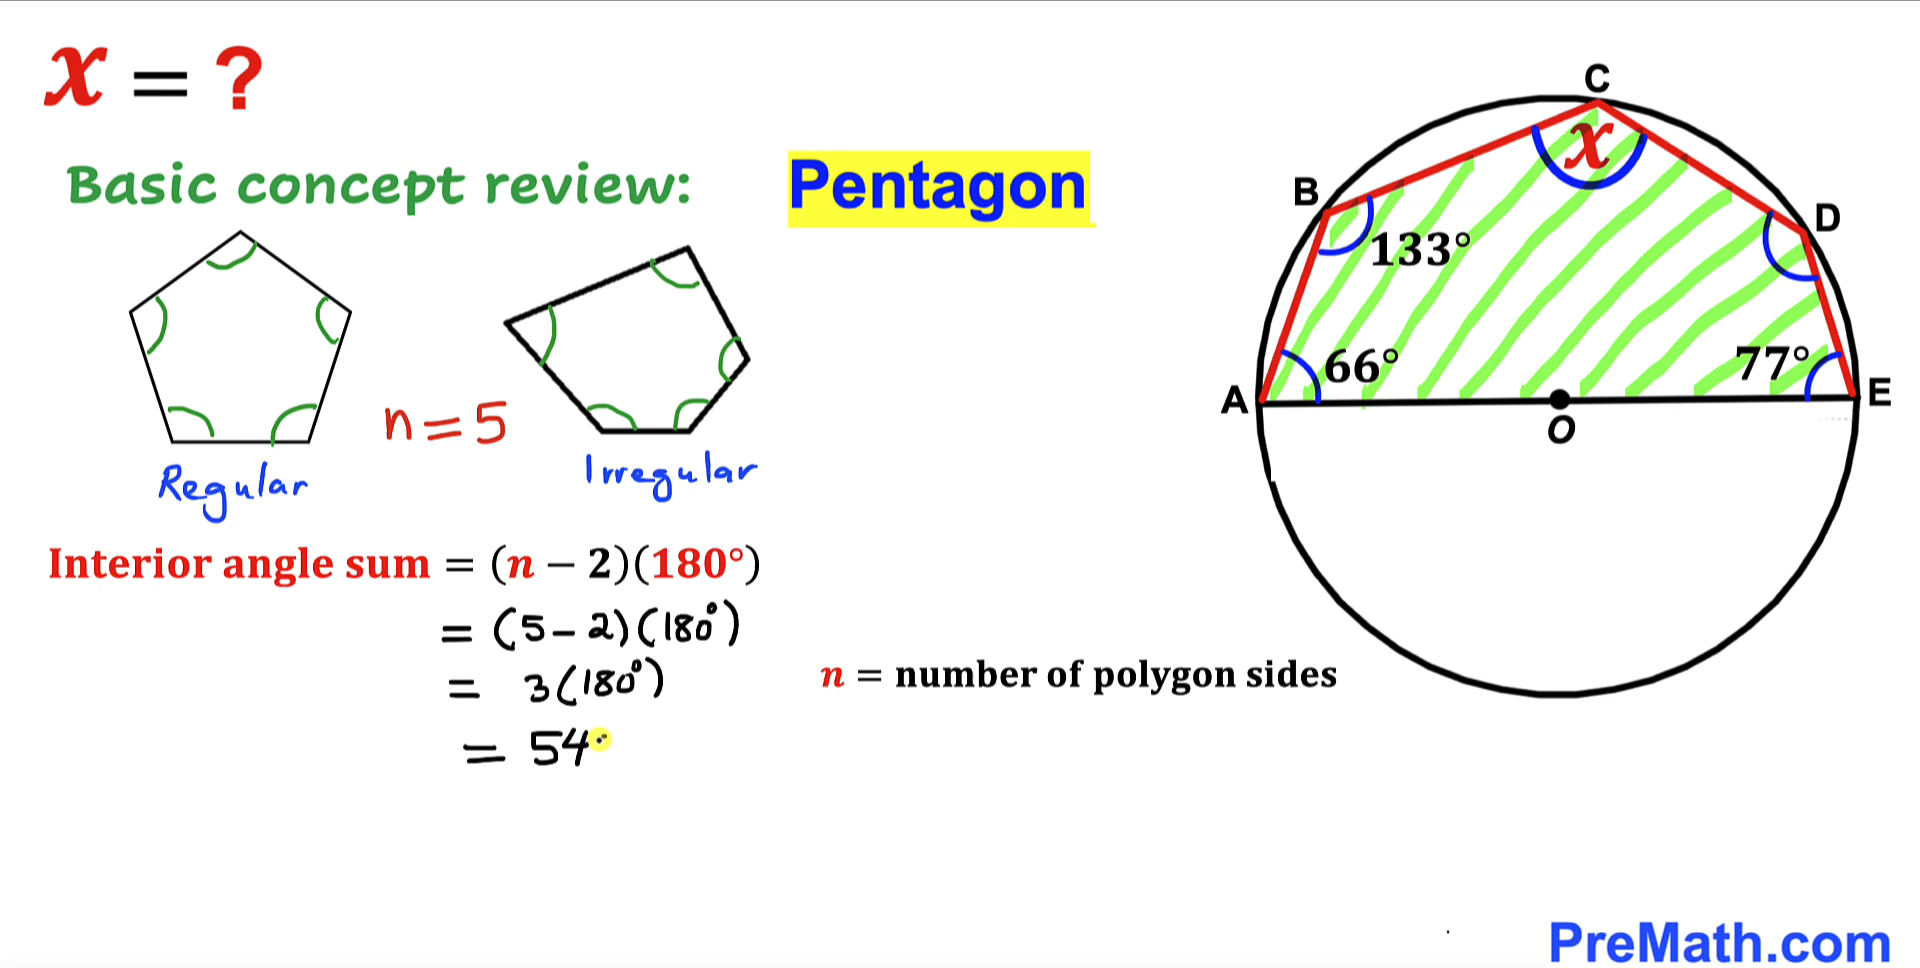 x = ?
Basic concept review:
Pentagon
n=5
Regular
Irregular
Interior angle sum = (n − 2)(180°)
= (5-2)(180°)
= 3(180°)
= 54
n = number of polygon sides
C
x
B
D
133°
66°
77°
A
E
O
PreMath.com